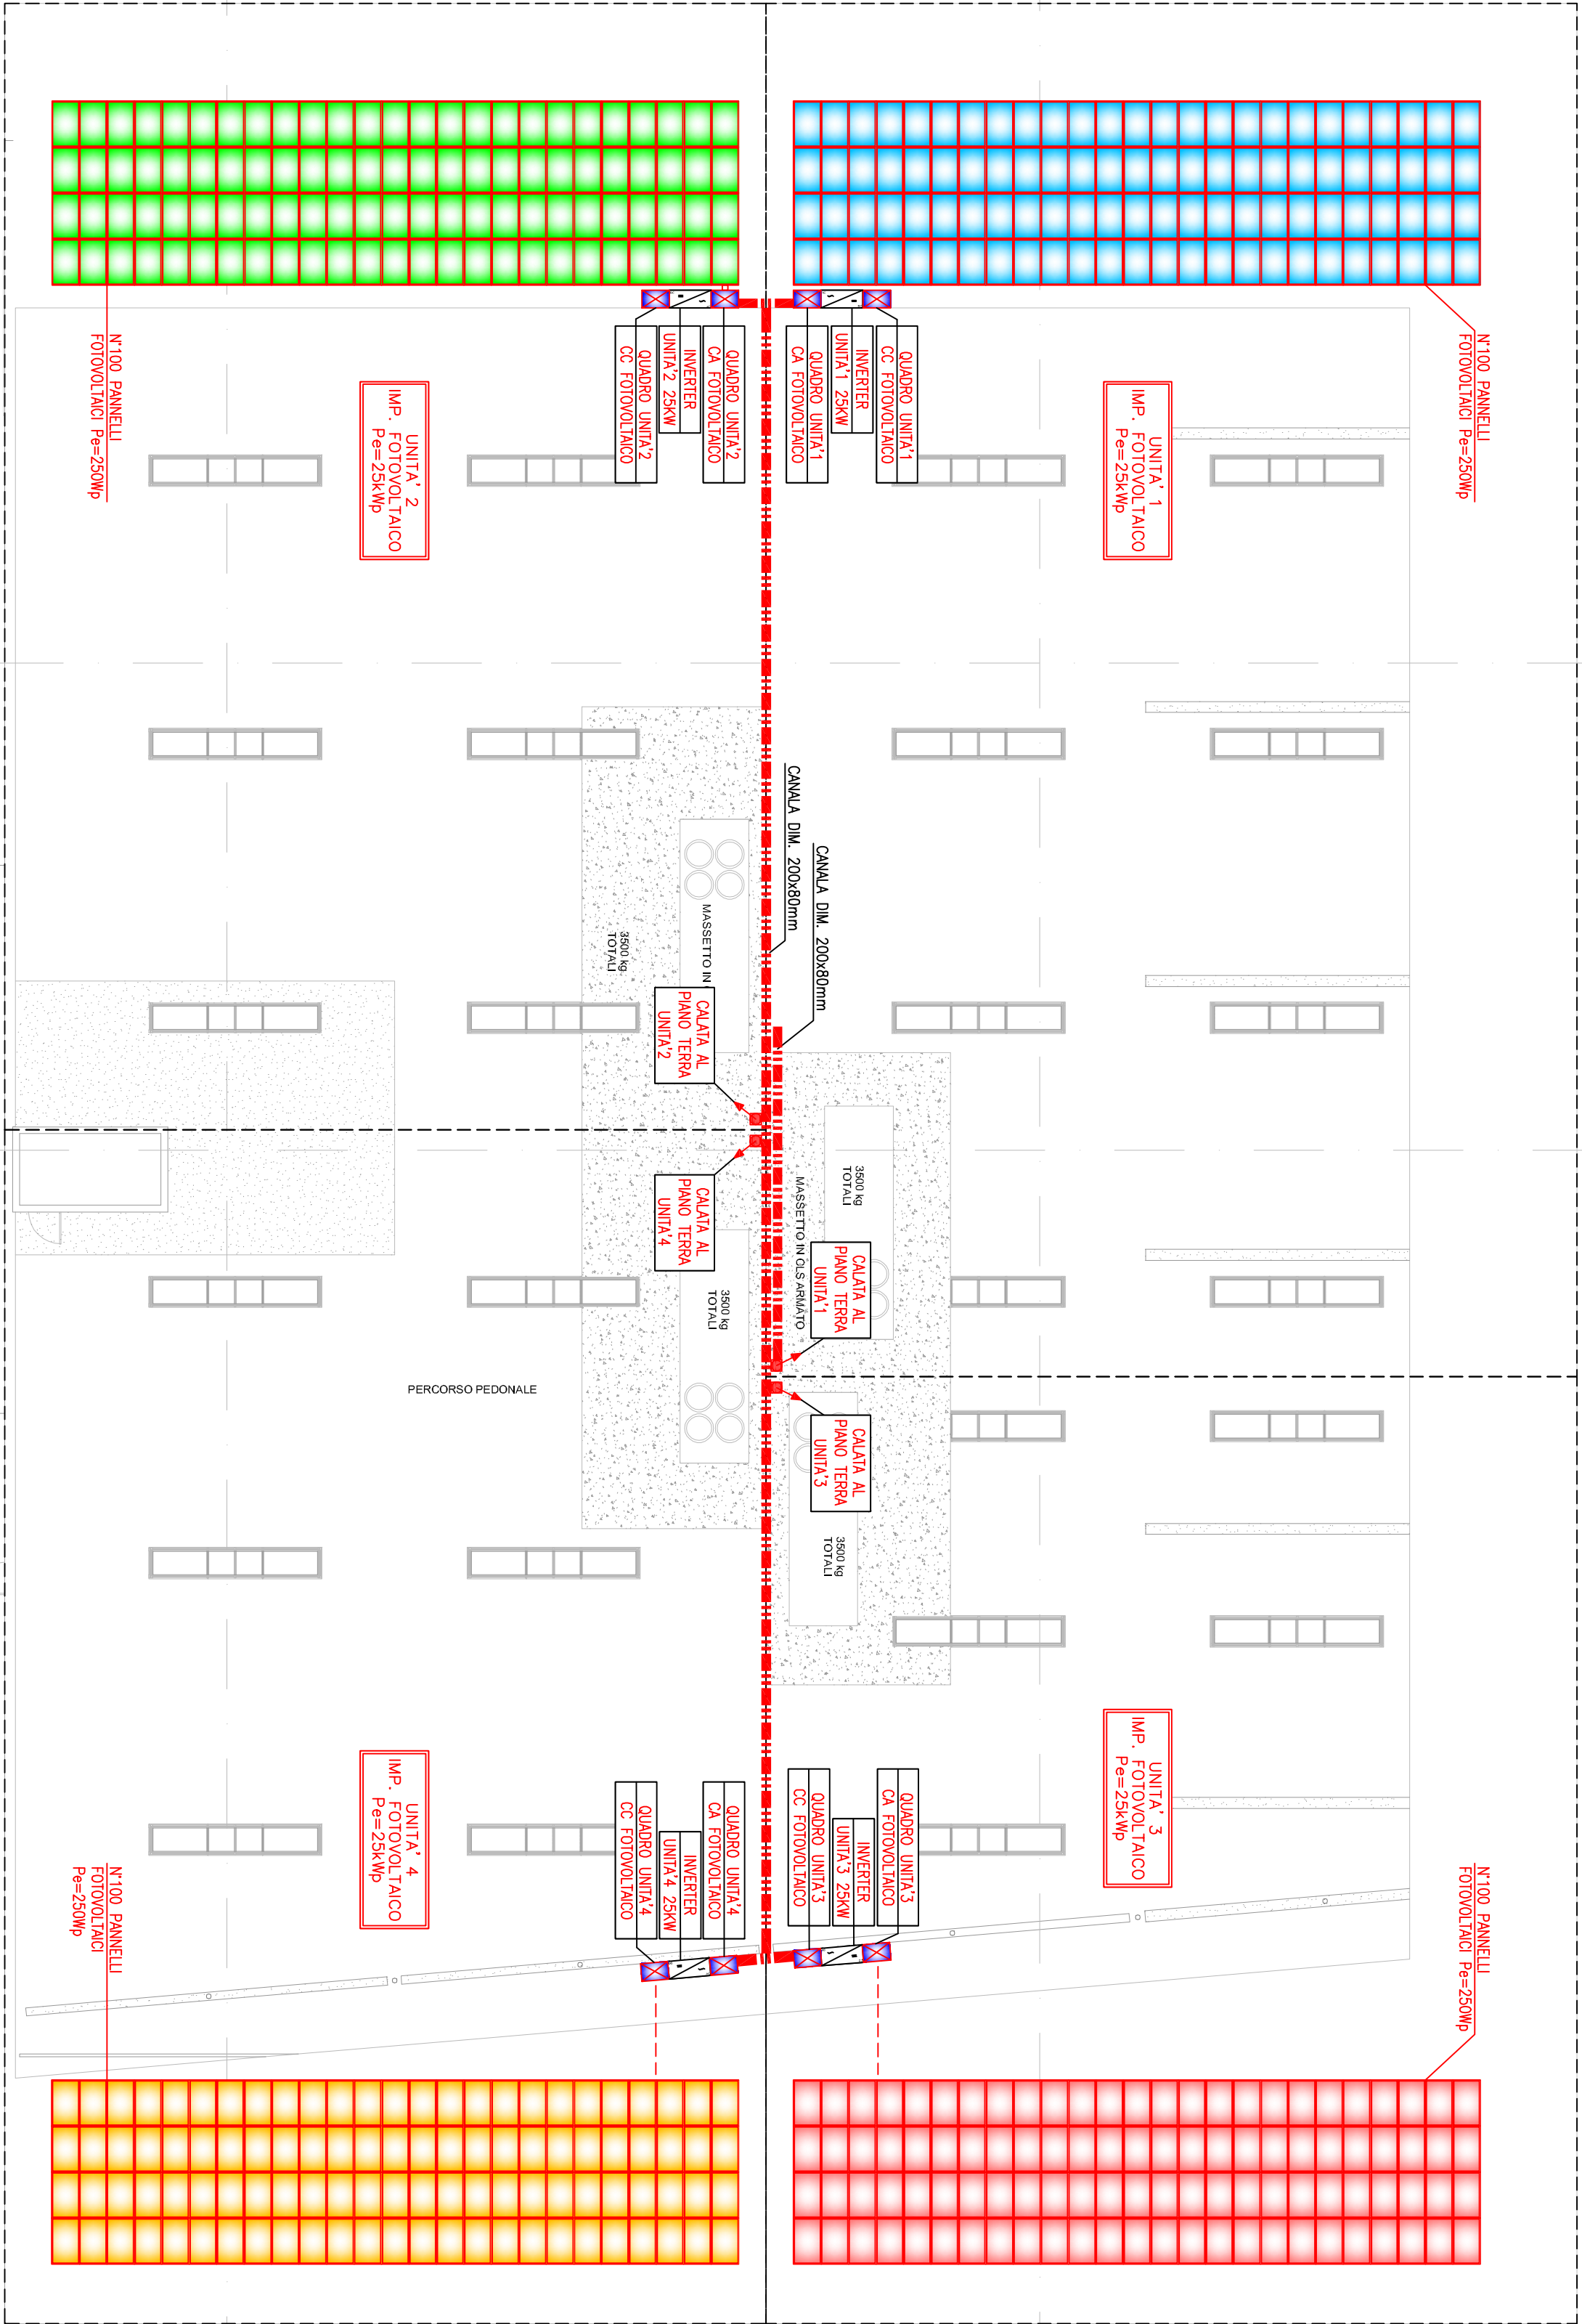 N°100 PANNELLI
FOTOVOLTAICI Pe=250Wp
N°100 PANNELLI
FOTOVOLTAICI Pe=250Wp
QUADRO UNITA'2
CC FOTOVOLTAICO
INVERTER
UNITA'2 25KW
QUADRO UNITA'2
CA FOTOVOLTAICO
QUADRO UNITA'1
CA FOTOVOLTAICO
INVERTER
UNITA'1 25KW
QUADRO UNITA'1
CC FOTOVOLTAICO
UNITA' 2
IMP. FOTOVOLTAICO
Pe=25kWp
UNITA' 1
IMP. FOTOVOLTAICO
Pe=25kWp
CANALA DIM. 200x80mm
CANALA DIM. 200x80mm
MASSETTO IN
3500 kg
TOTALI
CALATA AL
PIANO TERRA
UNITA'2
CALATA AL
PIANO TERRA
UNITA'4
3500 kg
TOTALI
MASSETTO IN CLS ARMATO
CALATA AL
PIANO TERRA
UNITA'1
3500 kg
TOTALI
PERCORSO PEDONALE
CALATA AL
PIANO TERRA
UNITA'3
3500 kg
TOTALI
UNITA' 4
IMP. FOTOVOLTAICO
Pe=25kWp
UNITA' 3
IMP. FOTOVOLTAICO
Pe=25kWp
QUADRO UNITA'4
CC FOTOVOLTAICO
INVERTER
UNITA'4 25KW
QUADRO UNITA'4
CA FOTOVOLTAICO
QUADRO UNITA'3
CC FOTOVOLTAICO
INVERTER
UNITA'3 25KW
QUADRO UNITA'3
CA FOTOVOLTAICO
N°100 PANNELLI
FOTOVOLTAICI
Pe=250Wp
N°100 PANNELLI
FOTOVOLTAICI Pe=250Wp